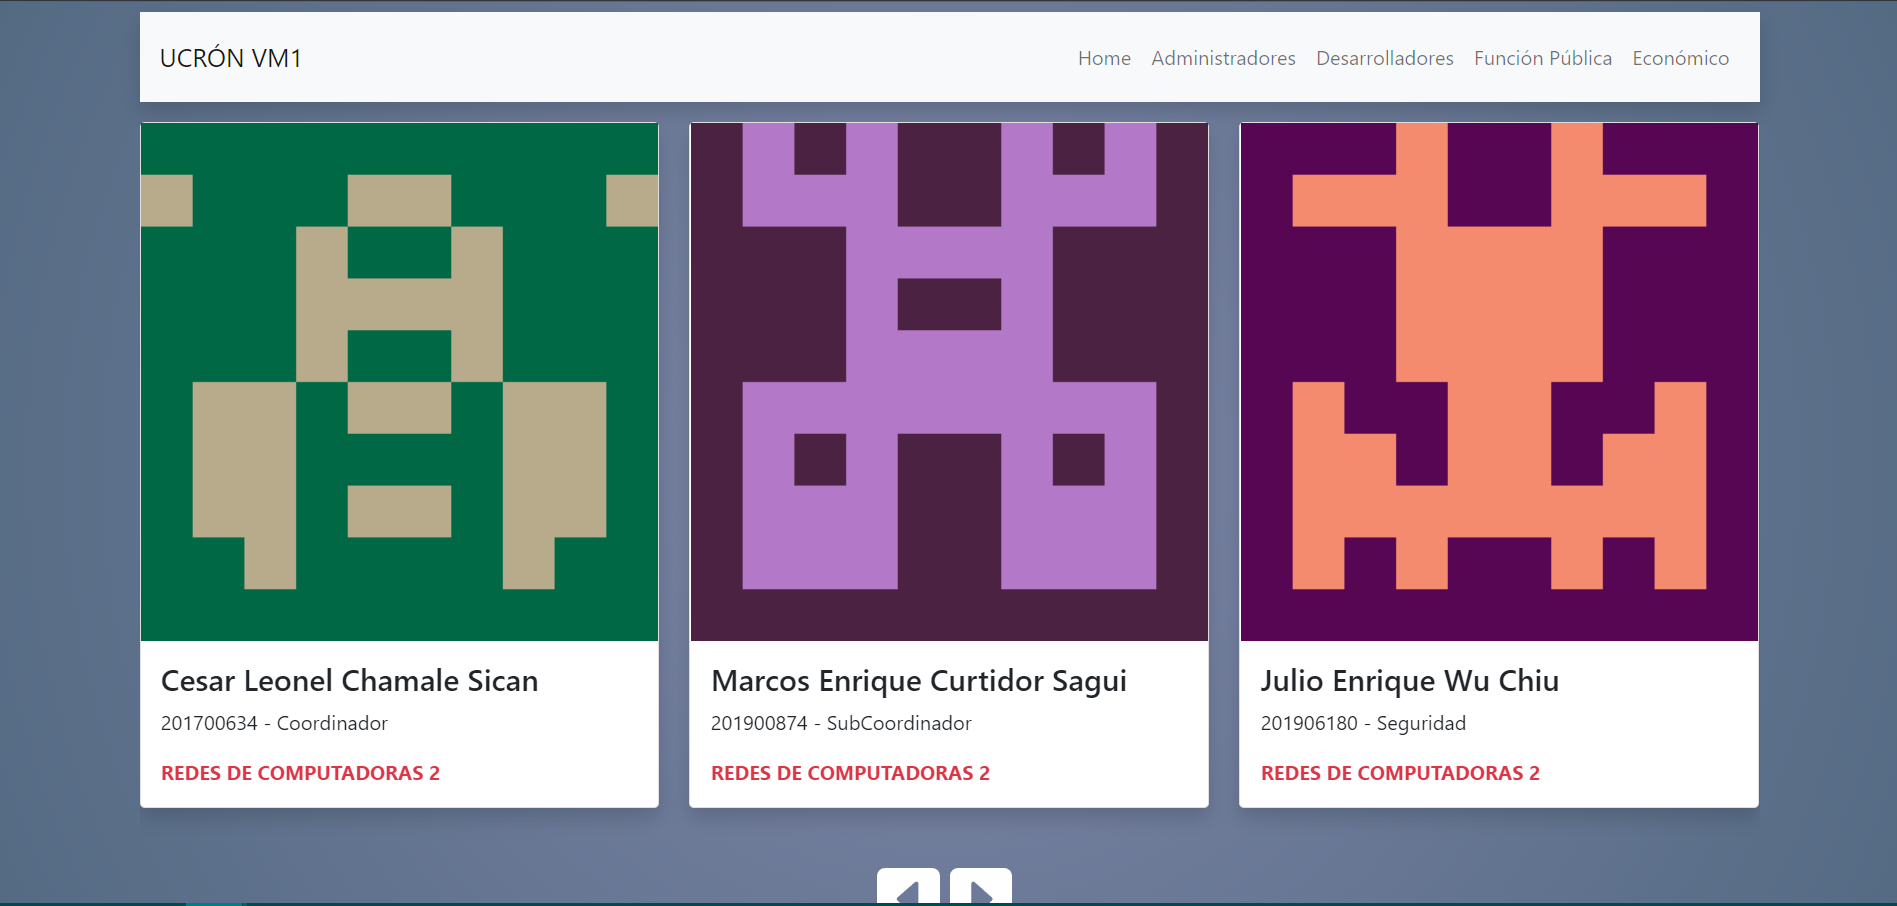 UCRÓN VM1
Home Administradores Desarrolladores Función Pública Económico
Cesar Leonel Chamale Sican
201700634 - Coordinador
REDES DE COMPUTADORAS 2
Marcos Enrique Curtidor Sagui
201900874 - SubCoordinador
REDES DE COMPUTADORAS 2
Julio Enrique Wu Chiu
201906180 - Seguridad
REDES DE COMPUTADORAS 2